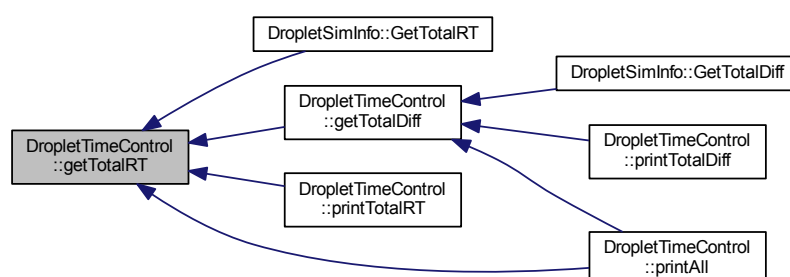 DropletSimInfo::GetTotalRT
DropletSimInfo::GetTotalDiff
DropletTimeControl
::getTotalDiff
DropletTimeControl
::getTotalRT
DropletTimeControl
::printTotalDiff
DropletTimeControl
::printTotalRT
DropletTimeControl
::printAll